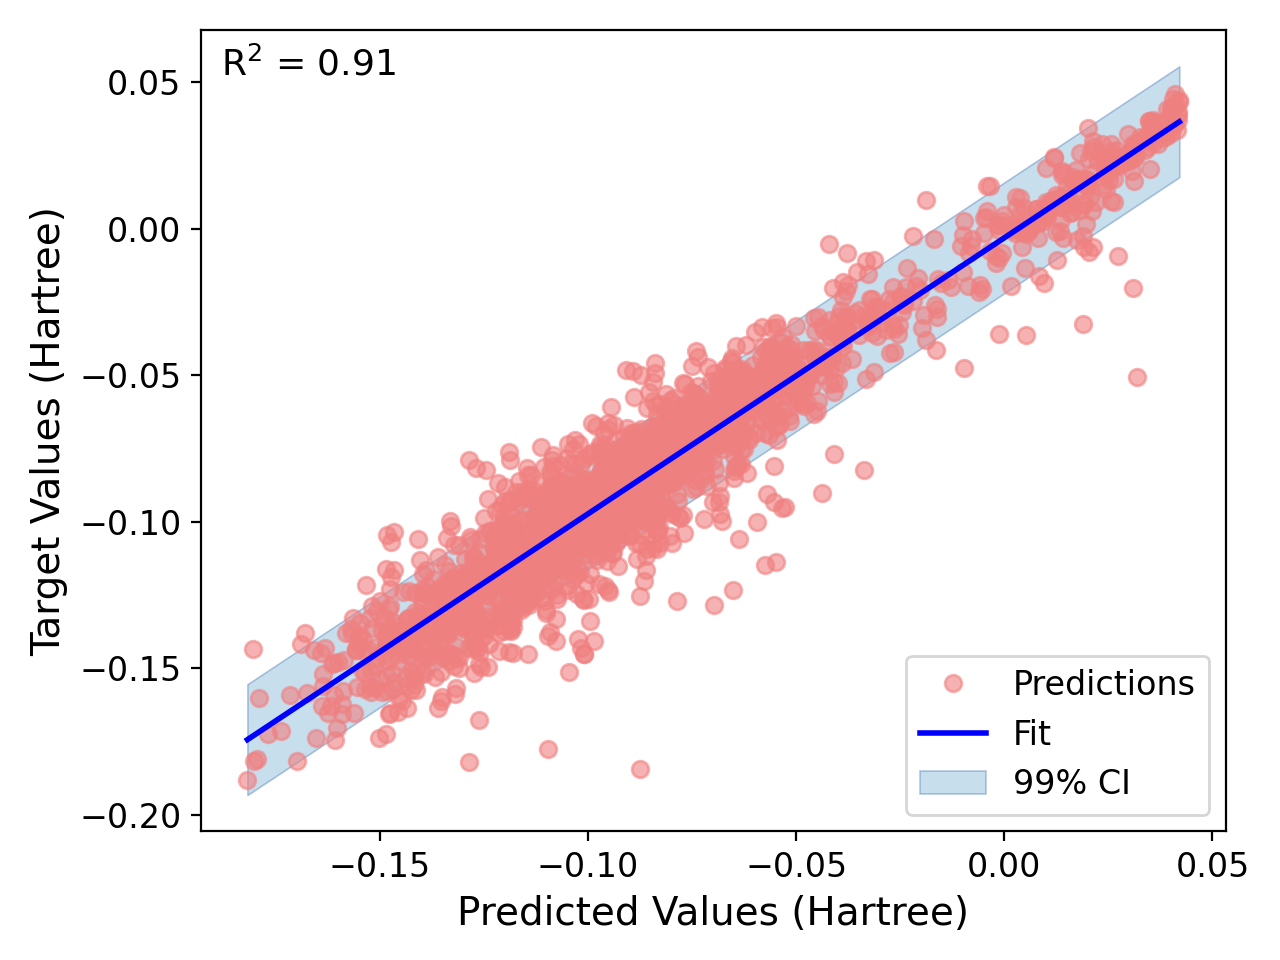 R² = 0.91
0.05
0.00
−0.05
−0.10
−0.15
−0.20
Target Values (Hartree)
Predictions
Fit
99% CI
−0.15 −0.10 −0.05 0.00 0.05
Predicted Values (Hartree)